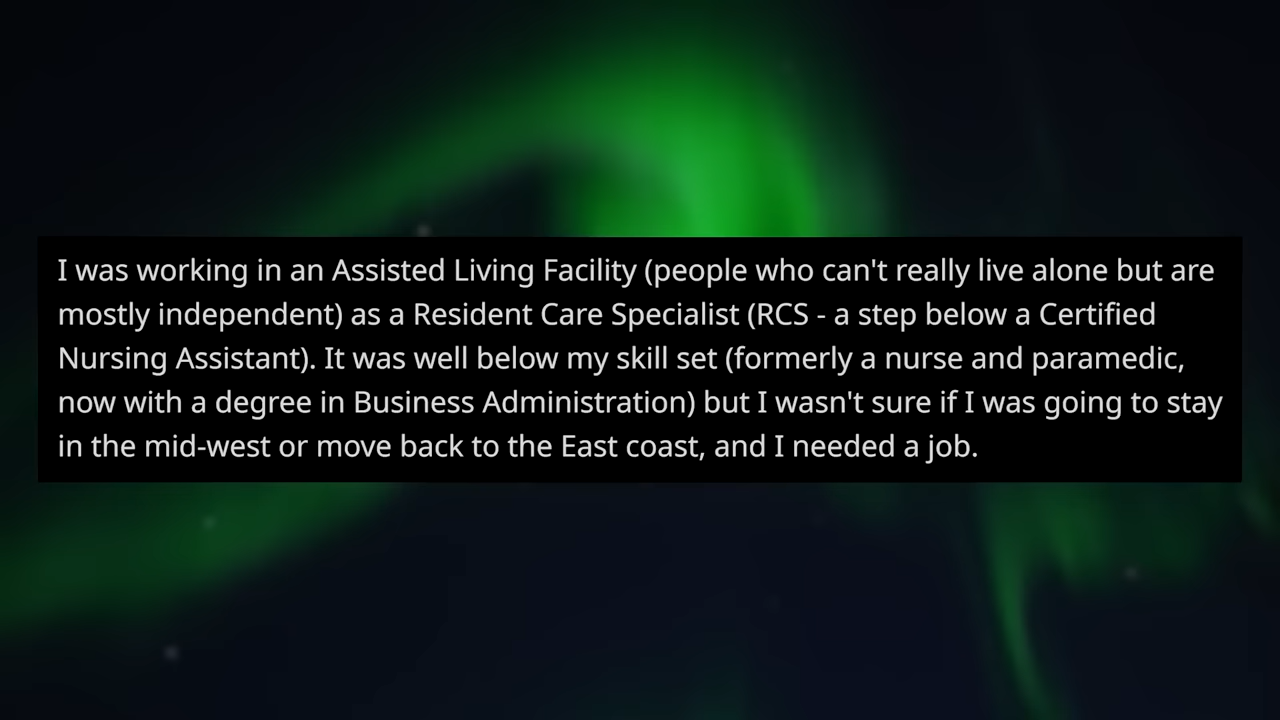 I was working in an Assisted Living Facility (people who can't really live alone but are
mostly independent) as a Resident Care Specialist (RCS - a step below a Certified
Nursing Assistant). It was well below my skill set (formerly a nurse and paramedic,
now with a degree in Business Administration) but I wasn't sure if I was going to stay
in the mid-west or move back to the East coast, and I needed a job.